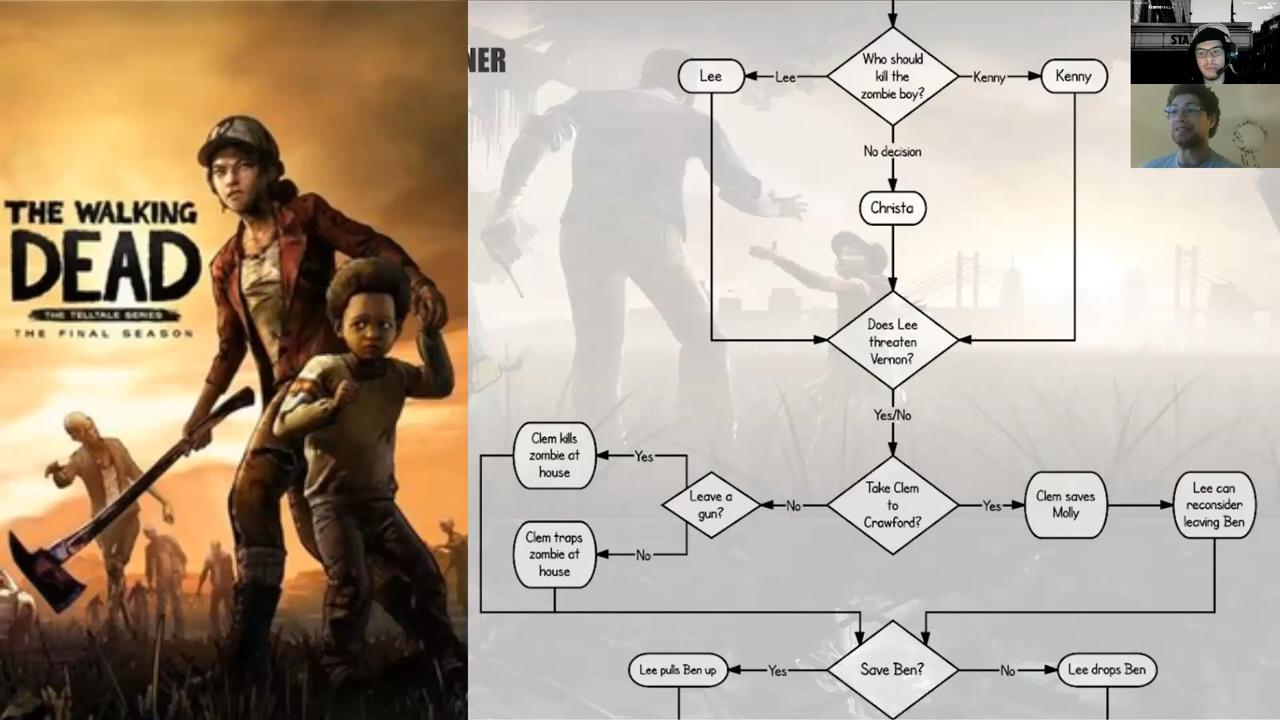 THE WALKING
DEAD
THE TELLTALE SERIES
THE FINAL SEASON
NER
Who should
kill the
zombie boy?
Lee
Lee
Kenny
Kenny
No decision
Christa
Does Lee
threaten
Vernon?
Yes/No
Take Clem
to
Crawford?
No
Leave a
gun?
Yes
Clem kills
zombie at
house
No
Clem traps
zombie at
house
Yes
Clem saves
Molly
Lee can
reconsider
leaving Ben
Save Ben?
Yes
Lee pulls Ben up
No
Lee drops Ben
STA